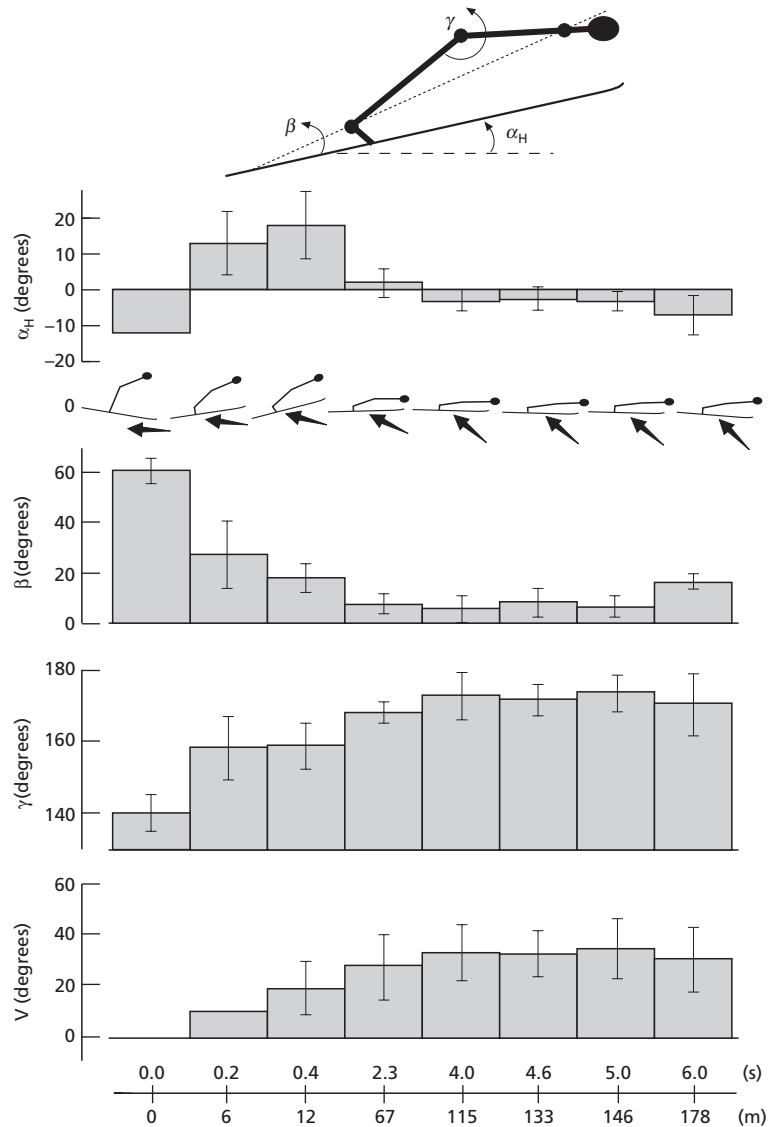 γ
β
α_H
α_H (degrees)
20
10
0
−10
−20
0
β (degrees)
60
40
20
0
γ (degrees)
180
160
140
V (degrees)
60
40
20
0
0.0 0.2 0.4 2.3 4.0 4.6 5.0 6.0 (s)
0 6 12 67 115 133 146 178 (m)